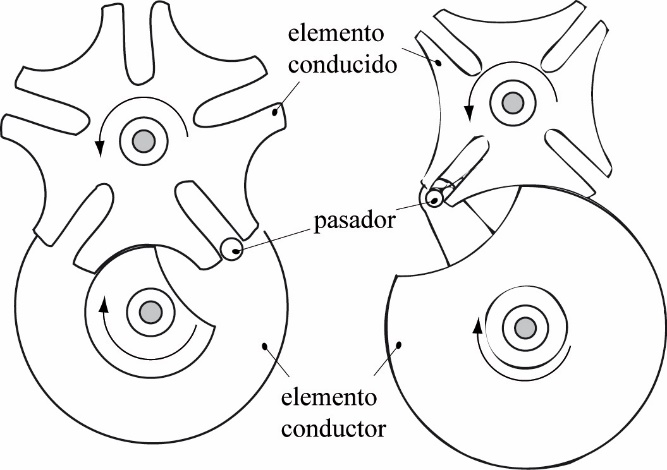 elemento
conducido
pasador
elemento
conductor